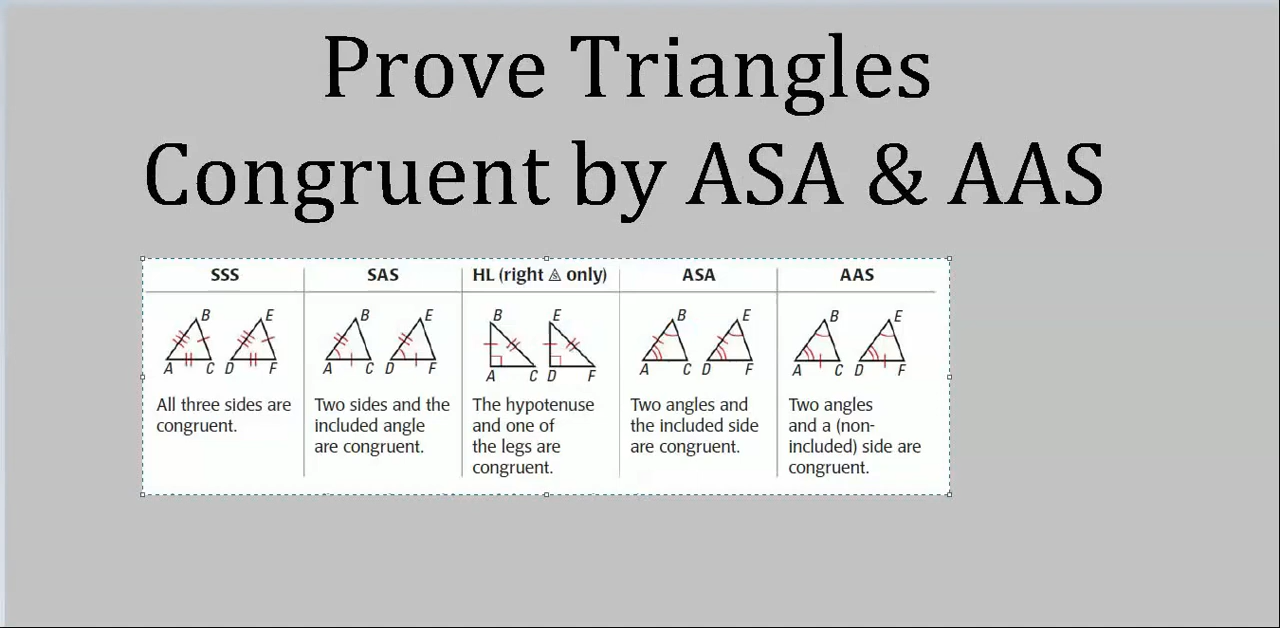 Prove Triangles
Congruent by ASA & AAS
SSS
SAS
HL (right △s only)
ASA
AAS
B E
A C D F
B E
A C D F
B E
A C D F
B E
A C D F
B E
A C D F
All three sides are
congruent.
Two sides and the
included angle
are congruent.
The hypotenuse
and one of
the legs are
congruent.
Two angles and
the included side
are congruent.
Two angles
and a (non-
included) side are
congruent.